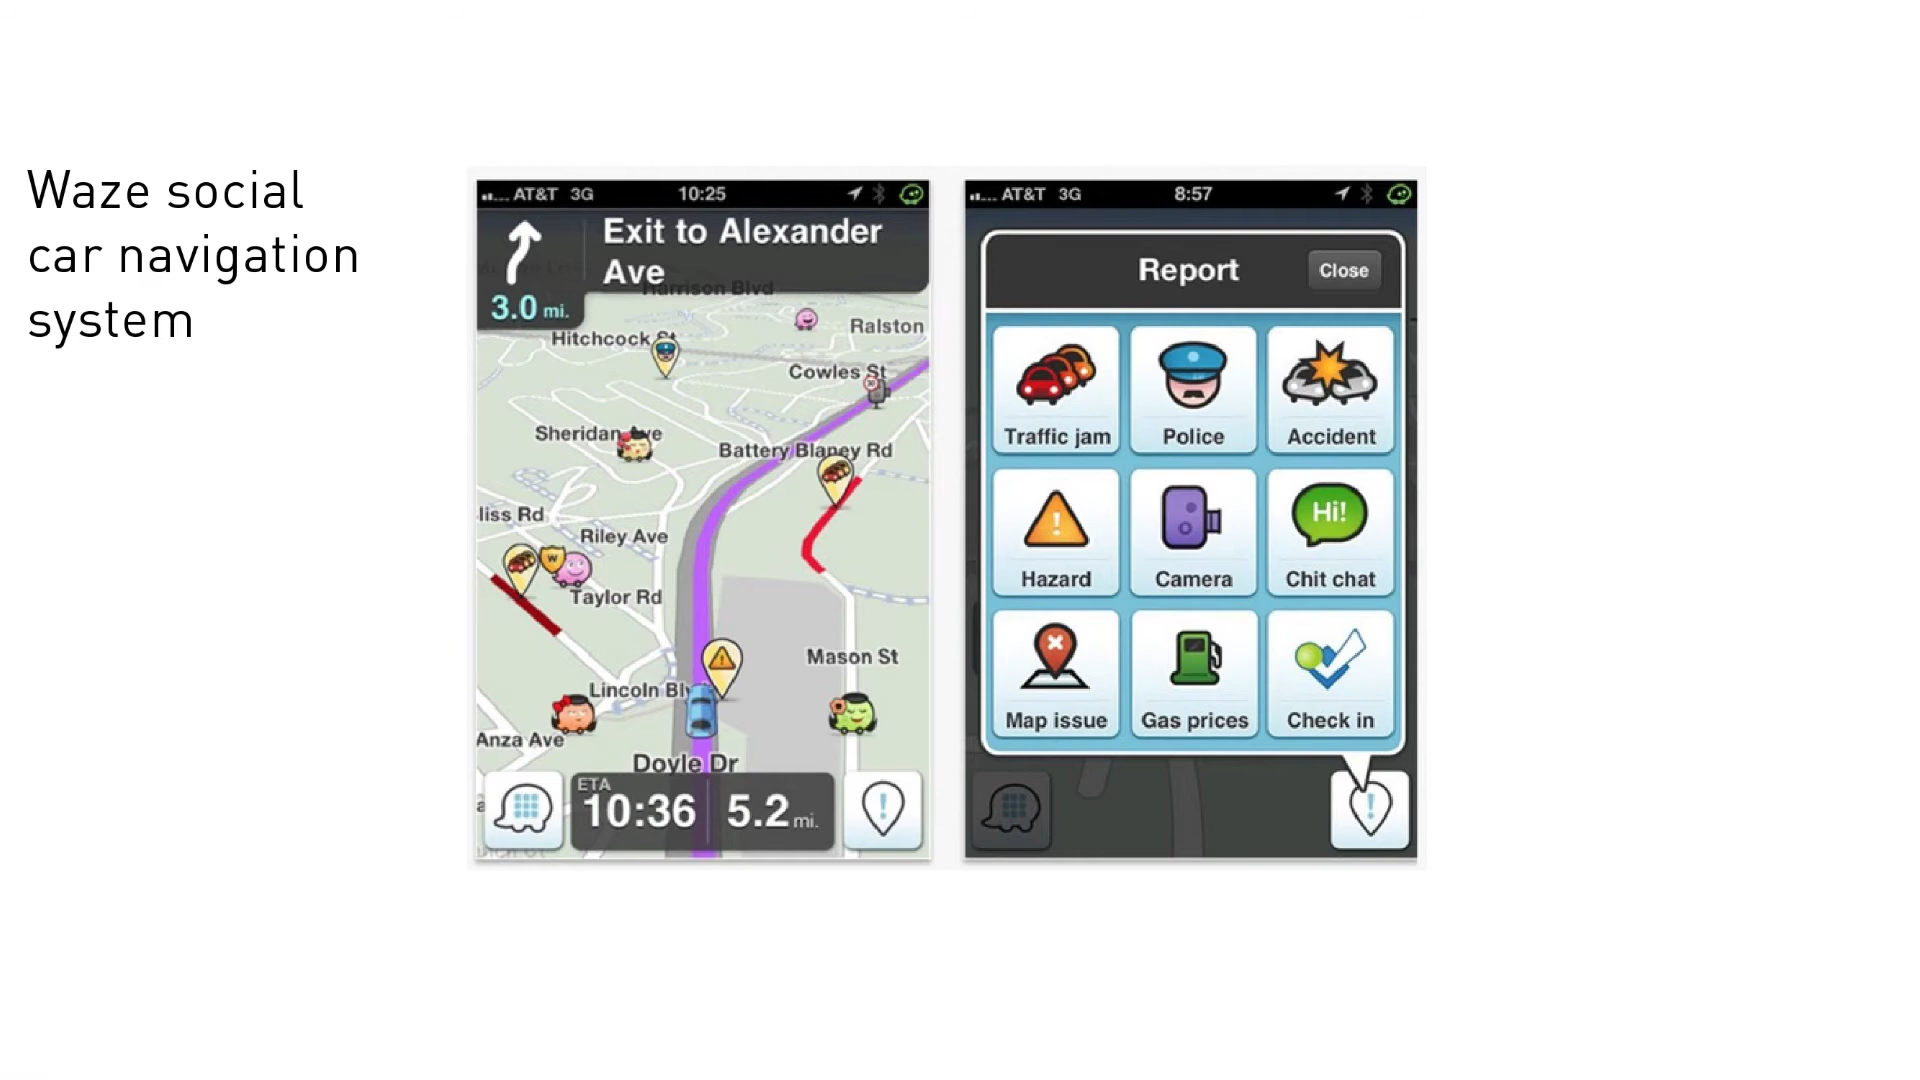 Waze social
car navigation
system
AT&T 3G 10:25
Exit to Alexander
Ave
3.0 mi.
Harrison Blvd
Hitchcock St
Ralston
Cowles St
Sheridan Ave
Battery Blaney Rd
liss Rd
Riley Ave
W
Taylor Rd
Mason St
Lincoln Blv
Anza Ave
Doyle Dr
ETA
10:36 5.2 mi.
AT&T 3G 8:57
Report Close
Traffic jam Police Accident
Hi!
Hazard Camera Chit chat
Map issue Gas prices Check in